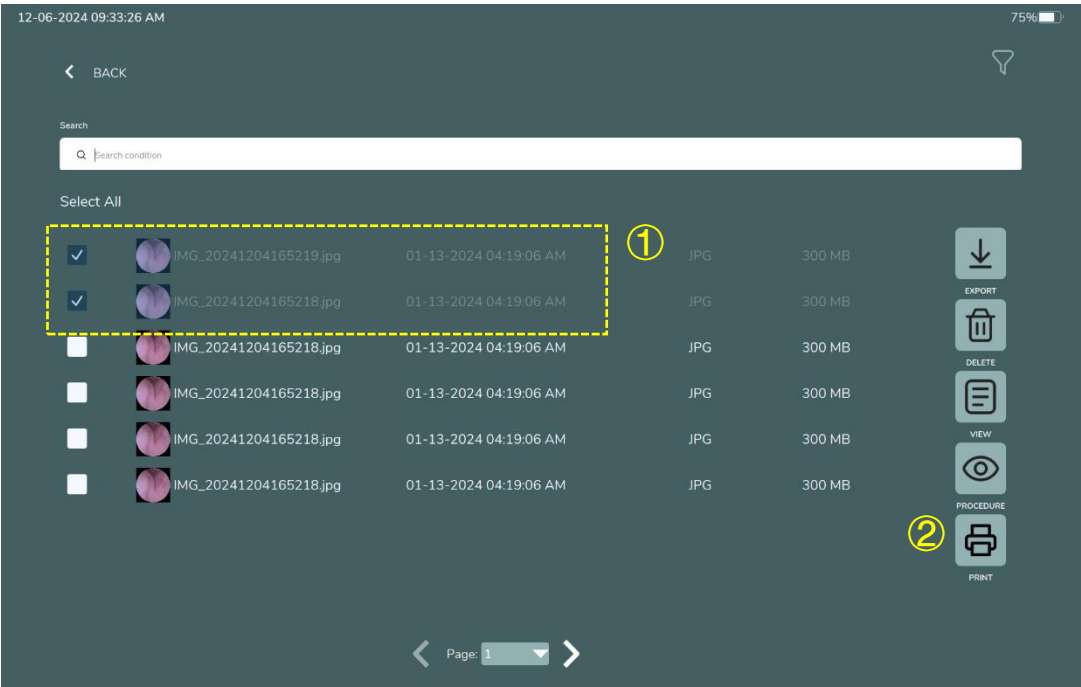 12-06-2024 09:33:26 AM 75%
BACK
Search
Search condition
Select All
IMG_20241204165219.jpg 01-13-2024 04:19:06 AM ① JPG 300 MB
EXPORT
IMG_20241204165218.jpg 01-13-2024 04:19:06 AM JPG 300 MB
IMG_20241204165218.jpg 01-13-2024 04:19:06 AM JPG 300 MB
DELETE
IMG_20241204165218.jpg 01-13-2024 04:19:06 AM JPG 300 MB
VIEW
IMG_20241204165218.jpg 01-13-2024 04:19:06 AM JPG 300 MB
IMG_20241204165218.jpg 01-13-2024 04:19:06 AM JPG 300 MB
PROCEDURE
②
PRINT
Page: 1